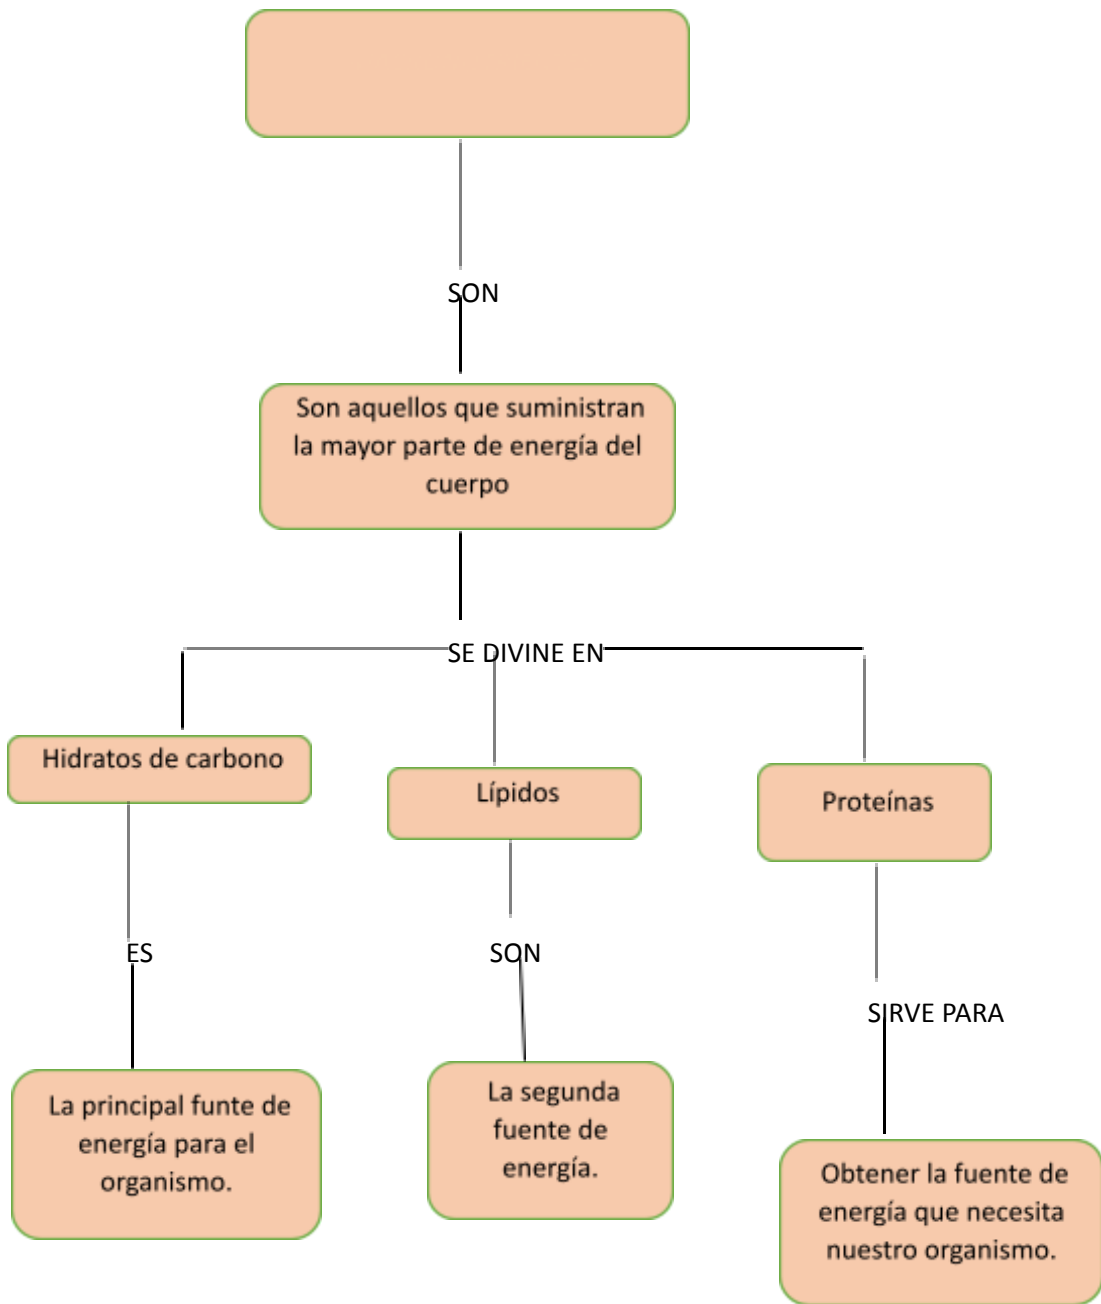 SON
Son aquellos que suministran
la mayor parte de energía del
cuerpo
SE DIVINE EN
Hidratos de carbono
Lípidos
Proteínas
ES
SON
SIRVE PARA
La principal funte de
energía para el
organismo.
La segunda
fuente de
energía.
Obtener la fuente de
energía que necesita
nuestro organismo.